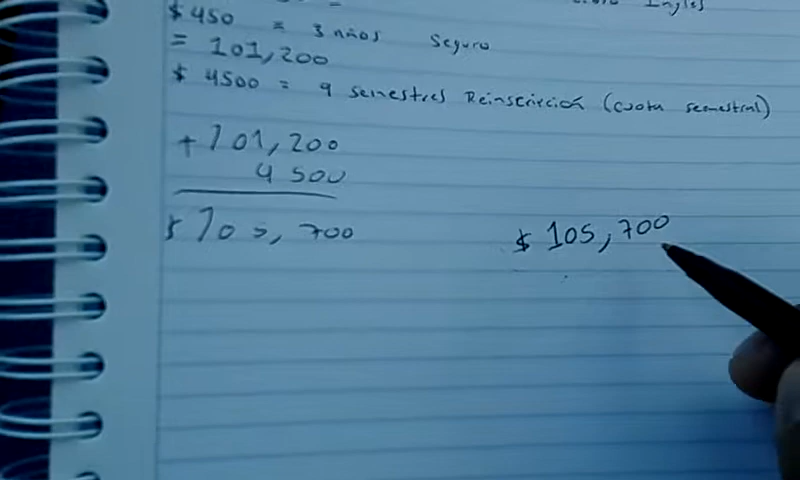 Ingles
$ 450 = 3 años Seguro
= 101,200
$ 4500 = 9 semestres Reinscripción (cuota semestral)
+ 101,200
4 500
$ 105,700
$ 105,700